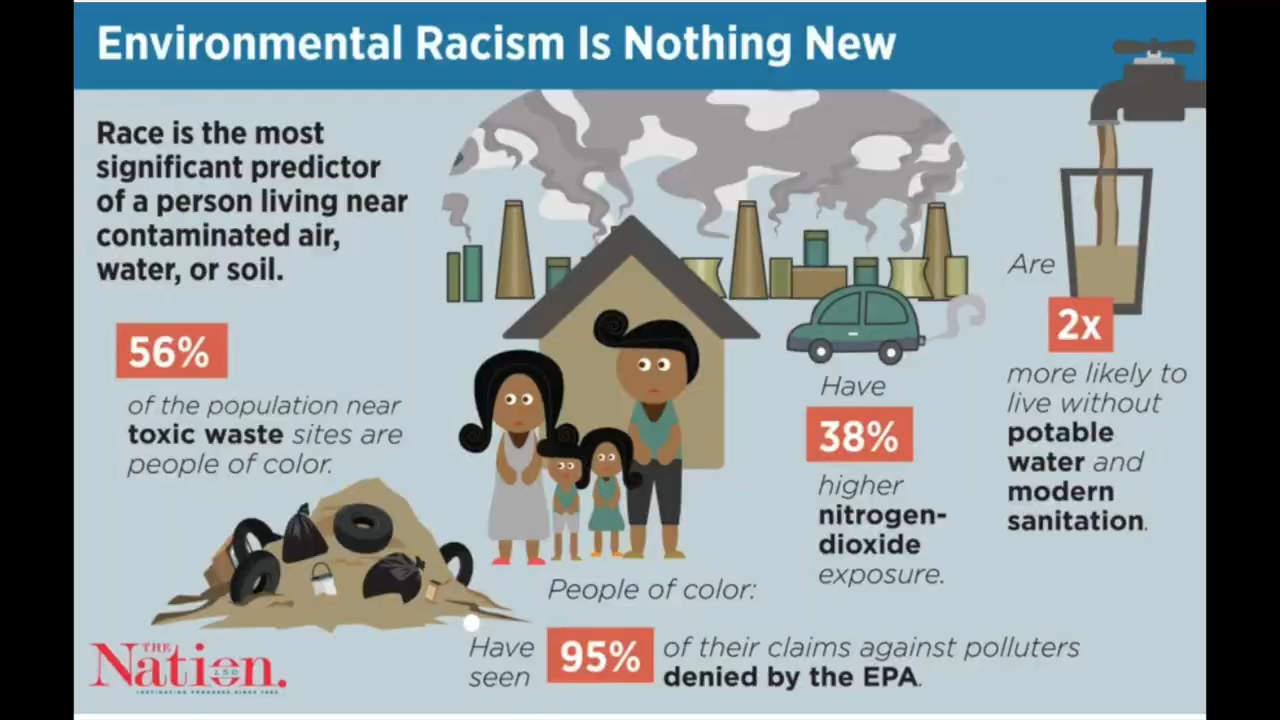 Environmental Racism Is Nothing New
Race is the most
significant predictor
of a person living near
contaminated air,
water, or soil.
56%
of the population near
toxic waste sites are
people of color.
People of color:
Have
seen
95%
of their claims against polluters
denied by the EPA.
Have
38%
higher
nitrogen-
dioxide
exposure.
Are
2x
more likely to
live without
potable
water and
modern
sanitation.
THE
Nation.
150